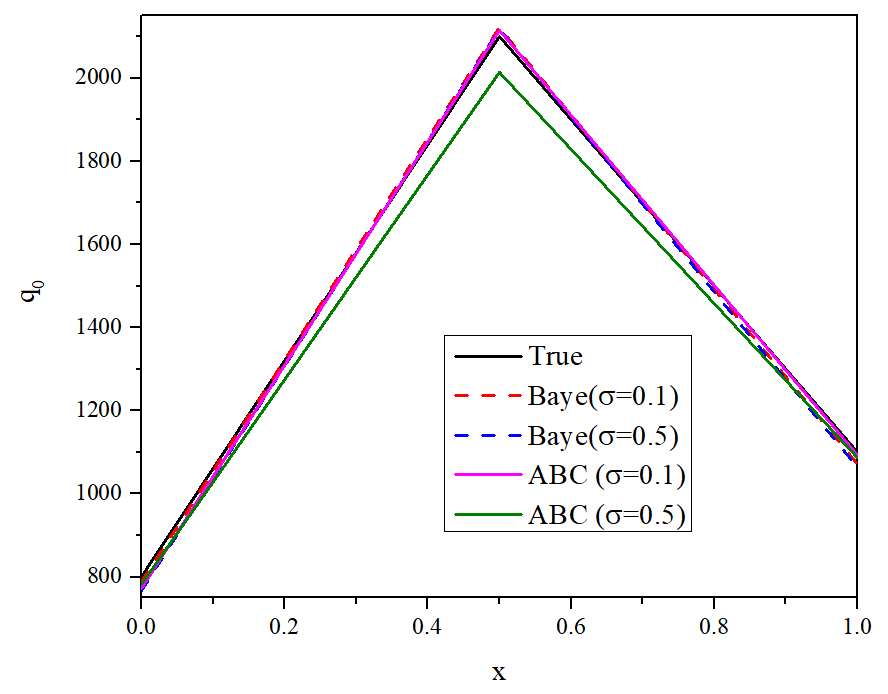 2000
1800
1600
1400
1200
1000
800
q0
True
Baye(σ=0.1)
Baye(σ=0.5)
ABC (σ=0.1)
ABC (σ=0.5)
0.0 0.2 0.4 0.6 0.8 1.0
x